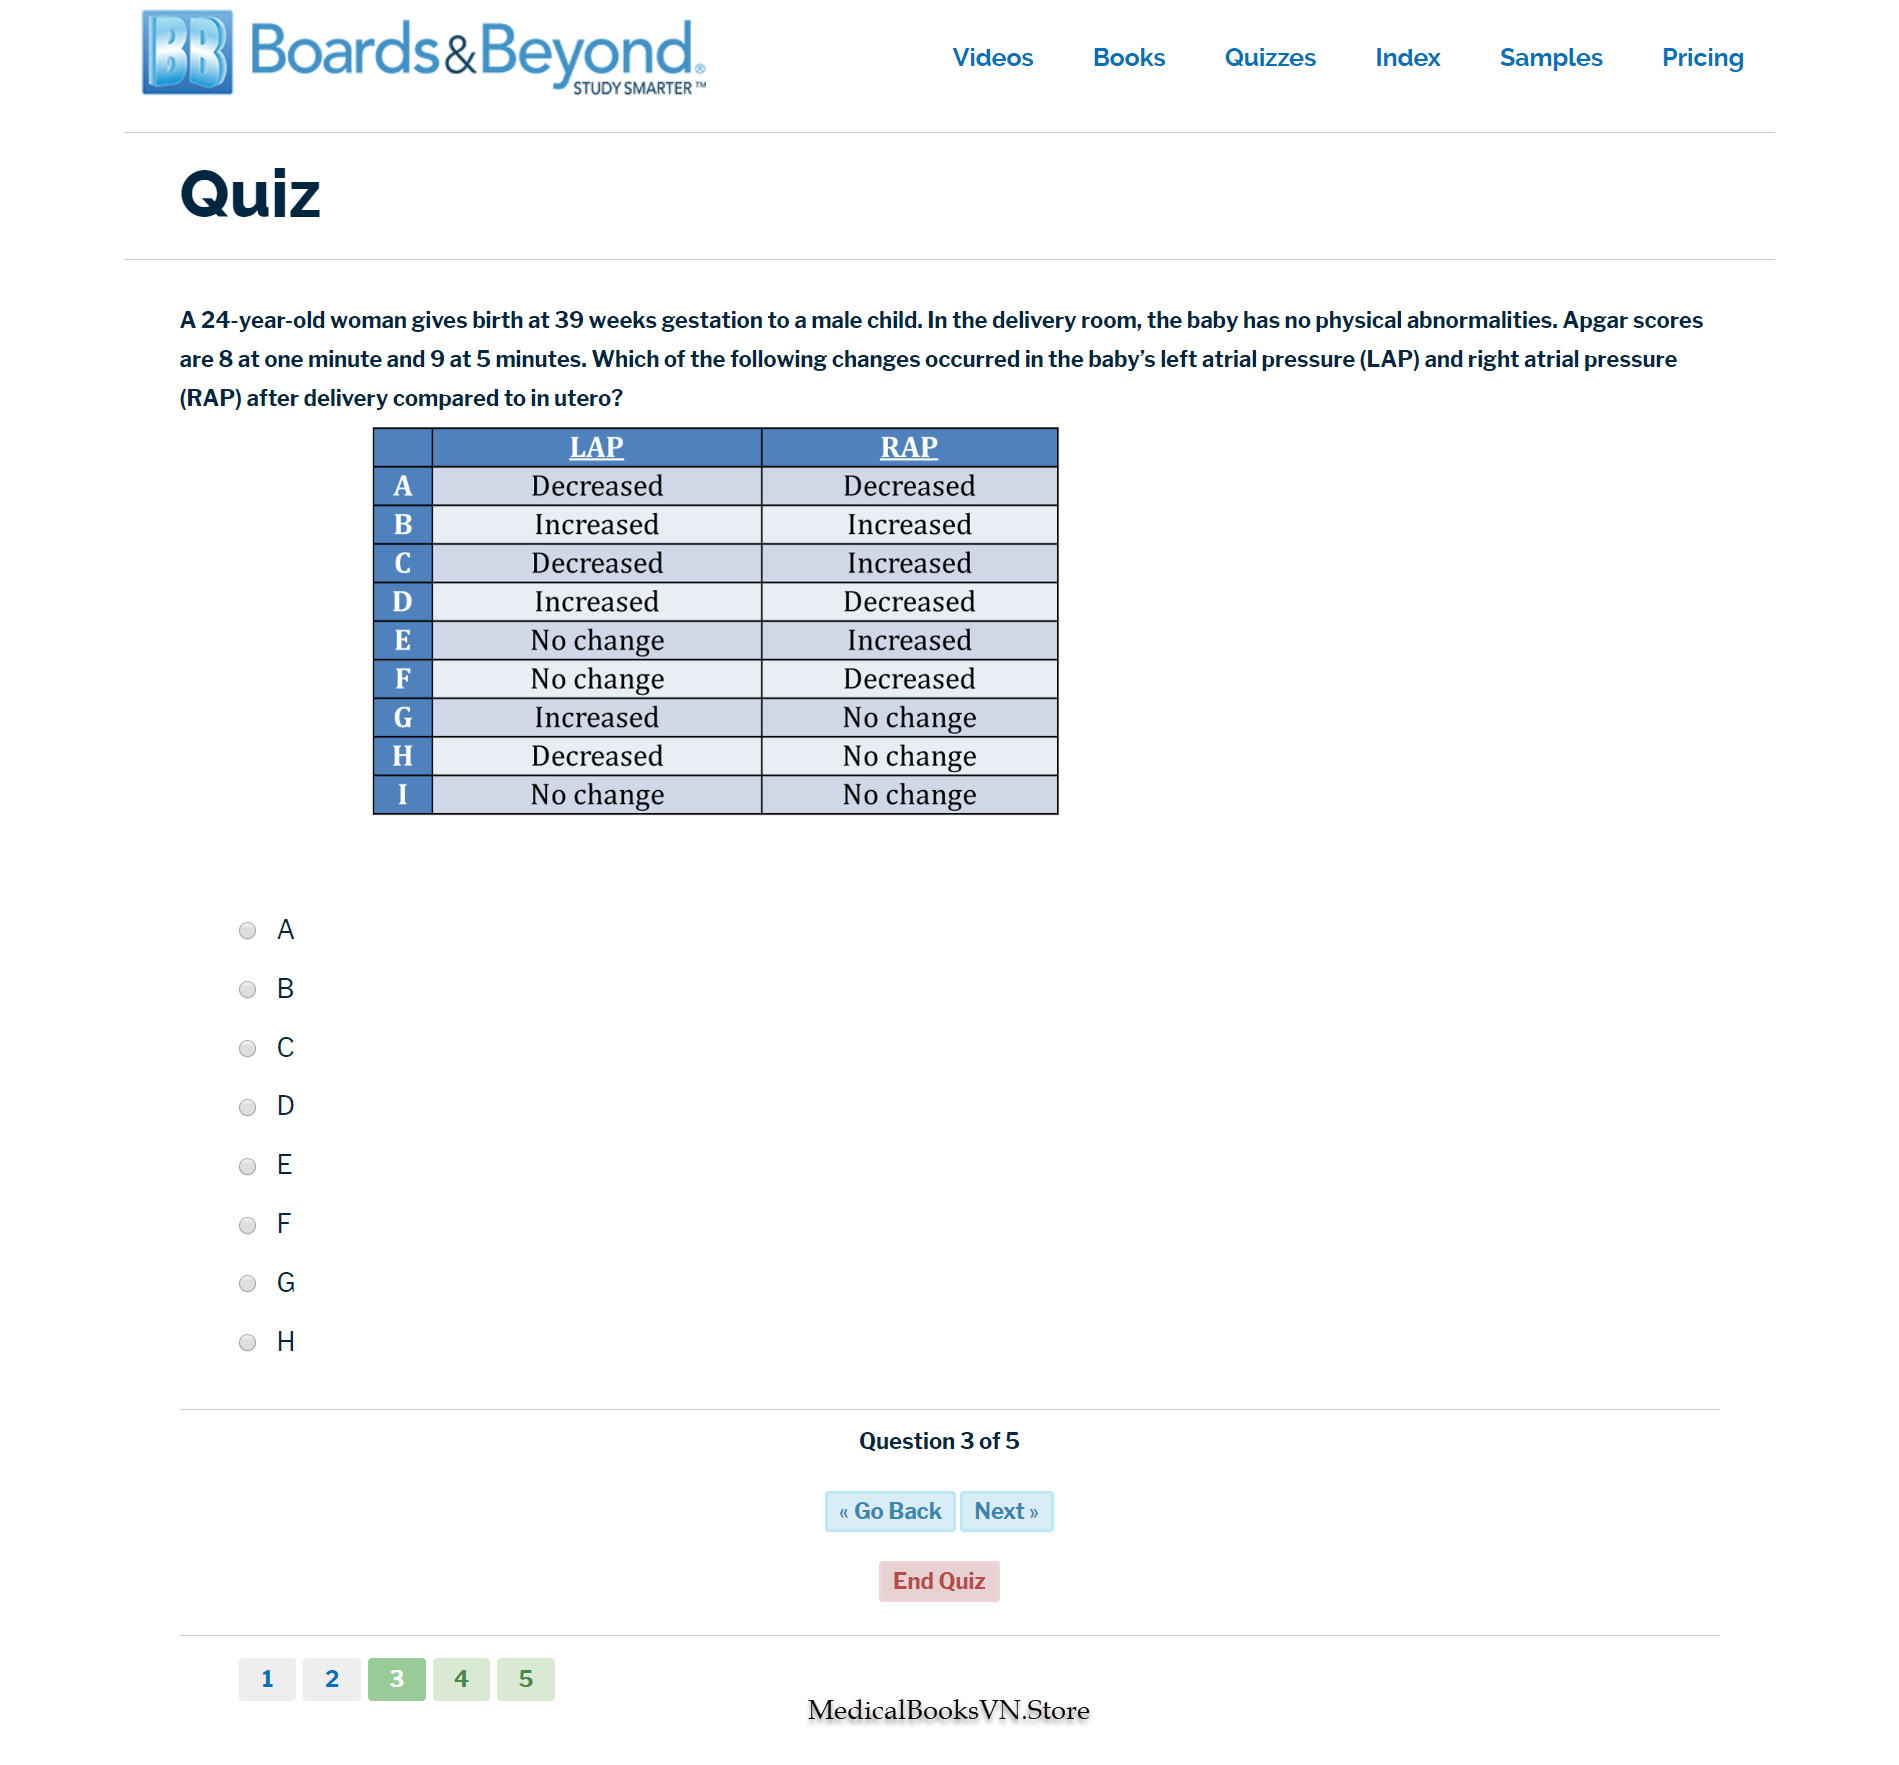 BB Boards&Beyond®
STUDY SMARTER™
Videos Books Quizzes Index Samples Pricing
Quiz
A 24-year-old woman gives birth at 39 weeks gestation to a male child. In the delivery room, the baby has no physical abnormalities. Apgar scores
are 8 at one minute and 9 at 5 minutes. Which of the following changes occurred in the baby’s left atrial pressure (LAP) and right atrial pressure
(RAP) after delivery compared to in utero?
LAP RAP
A Decreased Decreased
B Increased Increased
C Decreased Increased
D Increased Decreased
E No change Increased
F No change Decreased
G Increased No change
H Decreased No change
I No change No change
A
B
C
D
E
F
G
H
Question 3 of 5
« Go Back Next »
End Quiz
1 2 3 4 5
MedicalBooksVN.Store